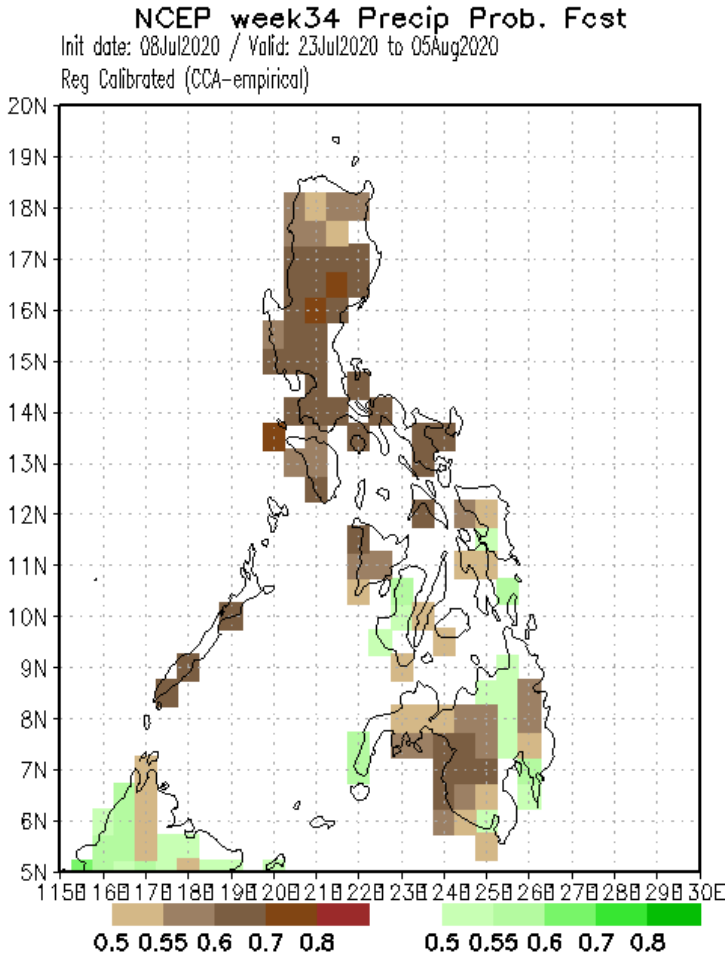 NCEP week34 Precip Prob. Fcst
Init date: 08Jul2020 / Valid: 23Jul2020 to 05Aug2020
Reg Calibrated (CCA-empirical)
20N
19N
18N
17N
16N
15N
14N
13N
12N
11N
10N
9N
8N
7N
6N
5N
115E 116E 117E 118E 119E 120E 121E 122E 123E 124E 125E 126E 127E 128E 129E 130E
0.5 0.55 0.6 0.7 0.8 0.5 0.55 0.6 0.7 0.8